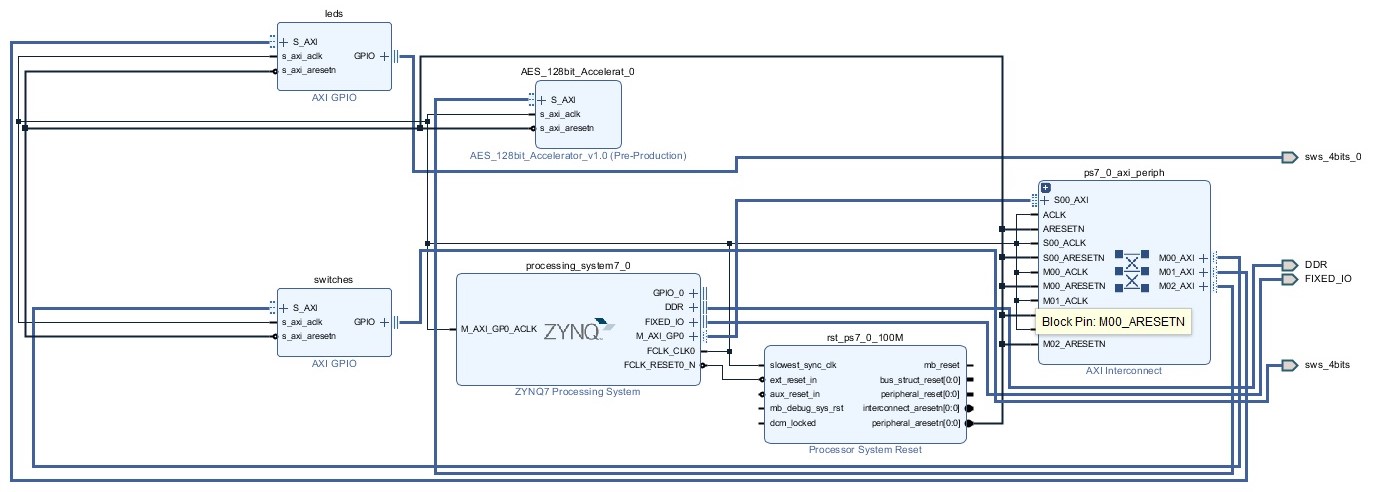 leds
S_AXI
s_axi_aclk
s_axi_aresetn
GPIO
AXI GPIO
AES_128bit_Accelerat_0
S_AXI
s_axi_aclk
s_axi_aresetn
AES_128bit_Accelerator_v1.0 (Pre-Production)
sws_4bits_0
ps7_0_axi_periph
S00_AXI
ACLK
ARESETN
S00_ACLK
S00_ARESETN
M00_ACLK
M00_ARESETN
M01_ACLK
M02_ARESETN
M00_AXI
M01_AXI
M02_AXI
Block Pin: M00_ARESETN
AXI Interconnect
DDR
FIXED_IO
sws_4bits
switches
S_AXI
s_axi_aclk
s_axi_aresetn
GPIO
AXI GPIO
processing_system7_0
M_AXI_GP0_ACLK
ZYNQ
GPIO_0
DDR
FIXED_IO
M_AXI_GP0
FCLK_CLK0
FCLK_RESET0_N
ZYNQ7 Processing System
rst_ps7_0_100M
slowest_sync_clk
ext_reset_in
aux_reset_in
mb_debug_sys_rst
dcm_locked
mb_reset
bus_struct_reset[0:0]
peripheral_reset[0:0]
interconnect_aresetn[0:0]
peripheral_aresetn[0:0]
Processor System Reset